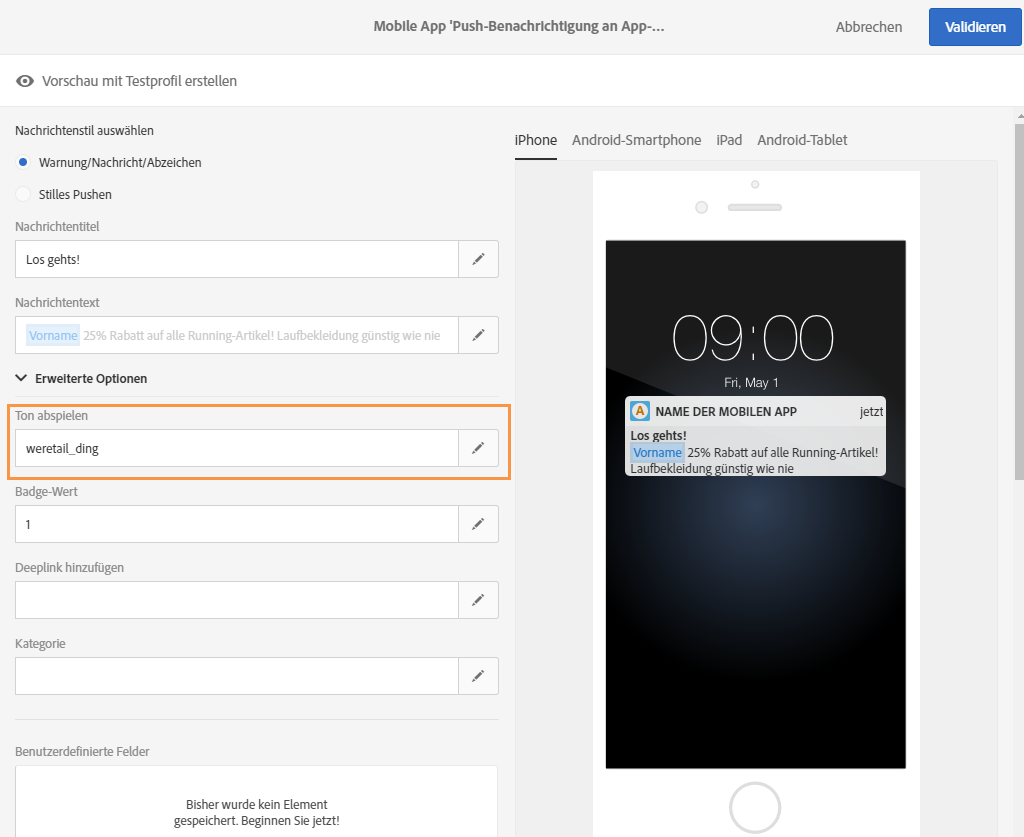 Mobile App 'Push-Benachrichtigung an App-...
Abbrechen
Validieren
Vorschau mit Testprofil erstellen
Nachrichtenstil auswählen
Warnung/Nachricht/Abzeichen
Stilles Pushen
Nachrichtentitel
Los gehts!
Nachrichtentext
Vorname 25% Rabatt auf alle Running-Artikel! Laufbekleidung günstig wie nie
Erweiterte Optionen
Ton abspielen
weretail_ding
Badge-Wert
1
Deeplink hinzufügen
Kategorie
Benutzerdefinierte Felder
Bisher wurde kein Element
gespeichert. Beginnen Sie jetzt!
iPhone Android-Smartphone iPad Android-Tablet
09:00
Fri, May 1
A NAME DER MOBILEN APP jetzt
Los gehts!
Vorname 25% Rabatt auf alle Running-Artikel!
Laufbekleidung günstig wie nie